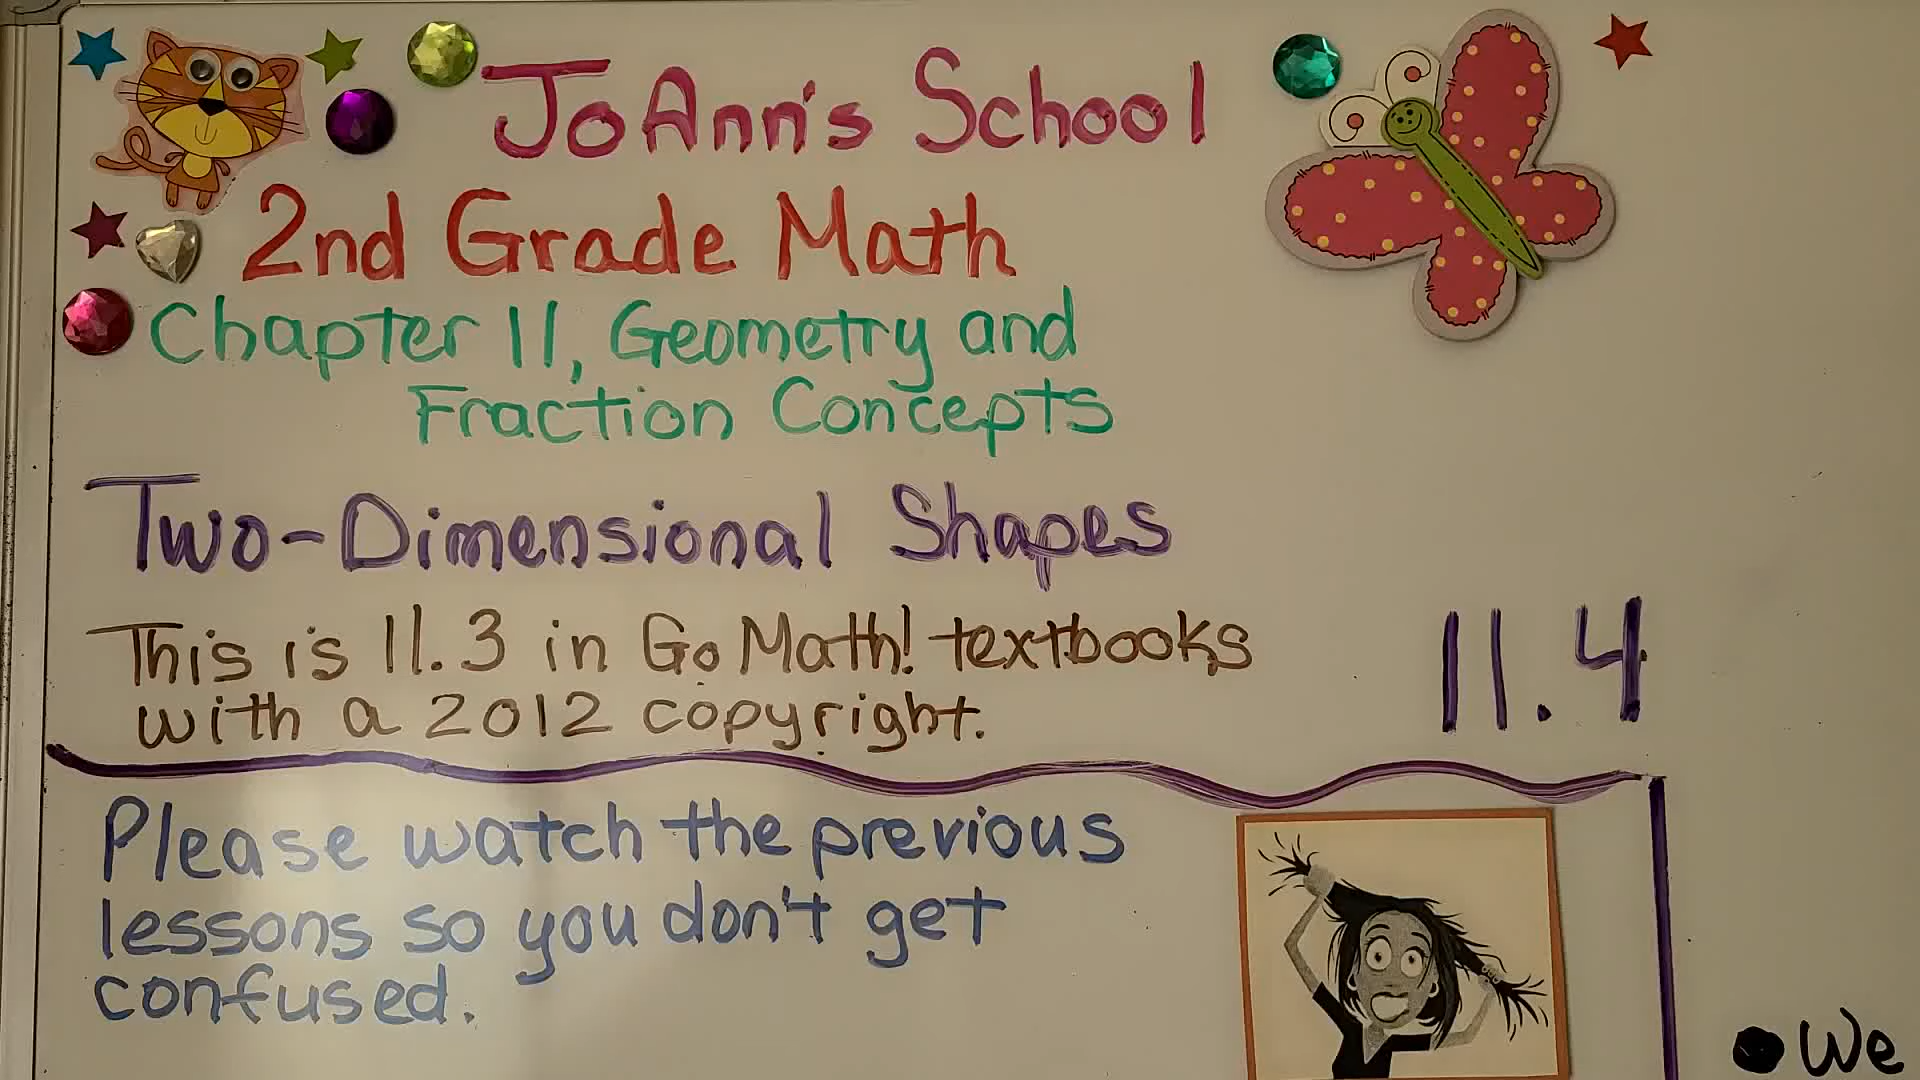 JoAnn's School
2nd Grade Math
Chapter 11, Geometry and
Fraction Concepts
Two-Dimensional Shapes
This is 11.3 in Go Math! textbooks
with a 2012 copyright.
11.4
Please watch the previous
lessons so you don't get
confused.
• We